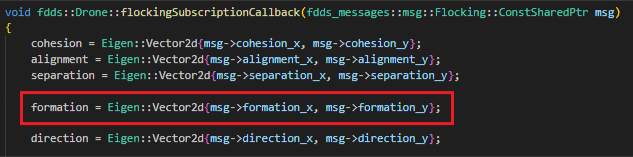 void fdds::Drone::flockingSubscriptionCallback(fdds_messages::msg::Flocking::ConstSharedPtr msg)
{
cohesion = Eigen::Vector2d{msg->cohesion_x, msg->cohesion_y};
alignment = Eigen::Vector2d{msg->alignment_x, msg->alignment_y};
separation = Eigen::Vector2d{msg->separation_x, msg->separation_y};
formation = Eigen::Vector2d{msg->formation_x, msg->formation_y};
direction = Eigen::Vector2d{msg->direction_x, msg->direction_y};